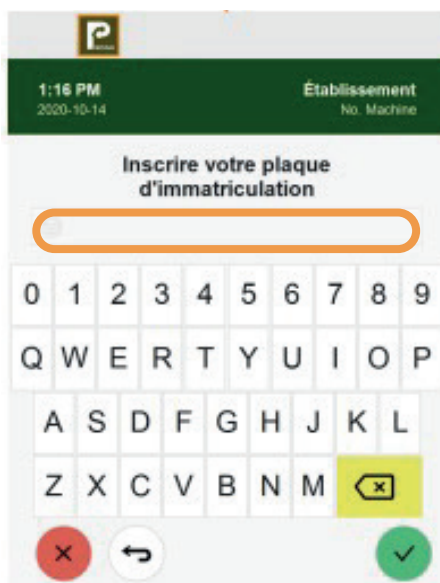 P
1:16 PM
Établissement
2020-10-14
No. Machine
Inscrire votre plaque
d'immatriculation
0 1 2 3 4 5 6 7 8 9
Q W E R T Y U I O P
A S D F G H J K L
Z X C V B N M